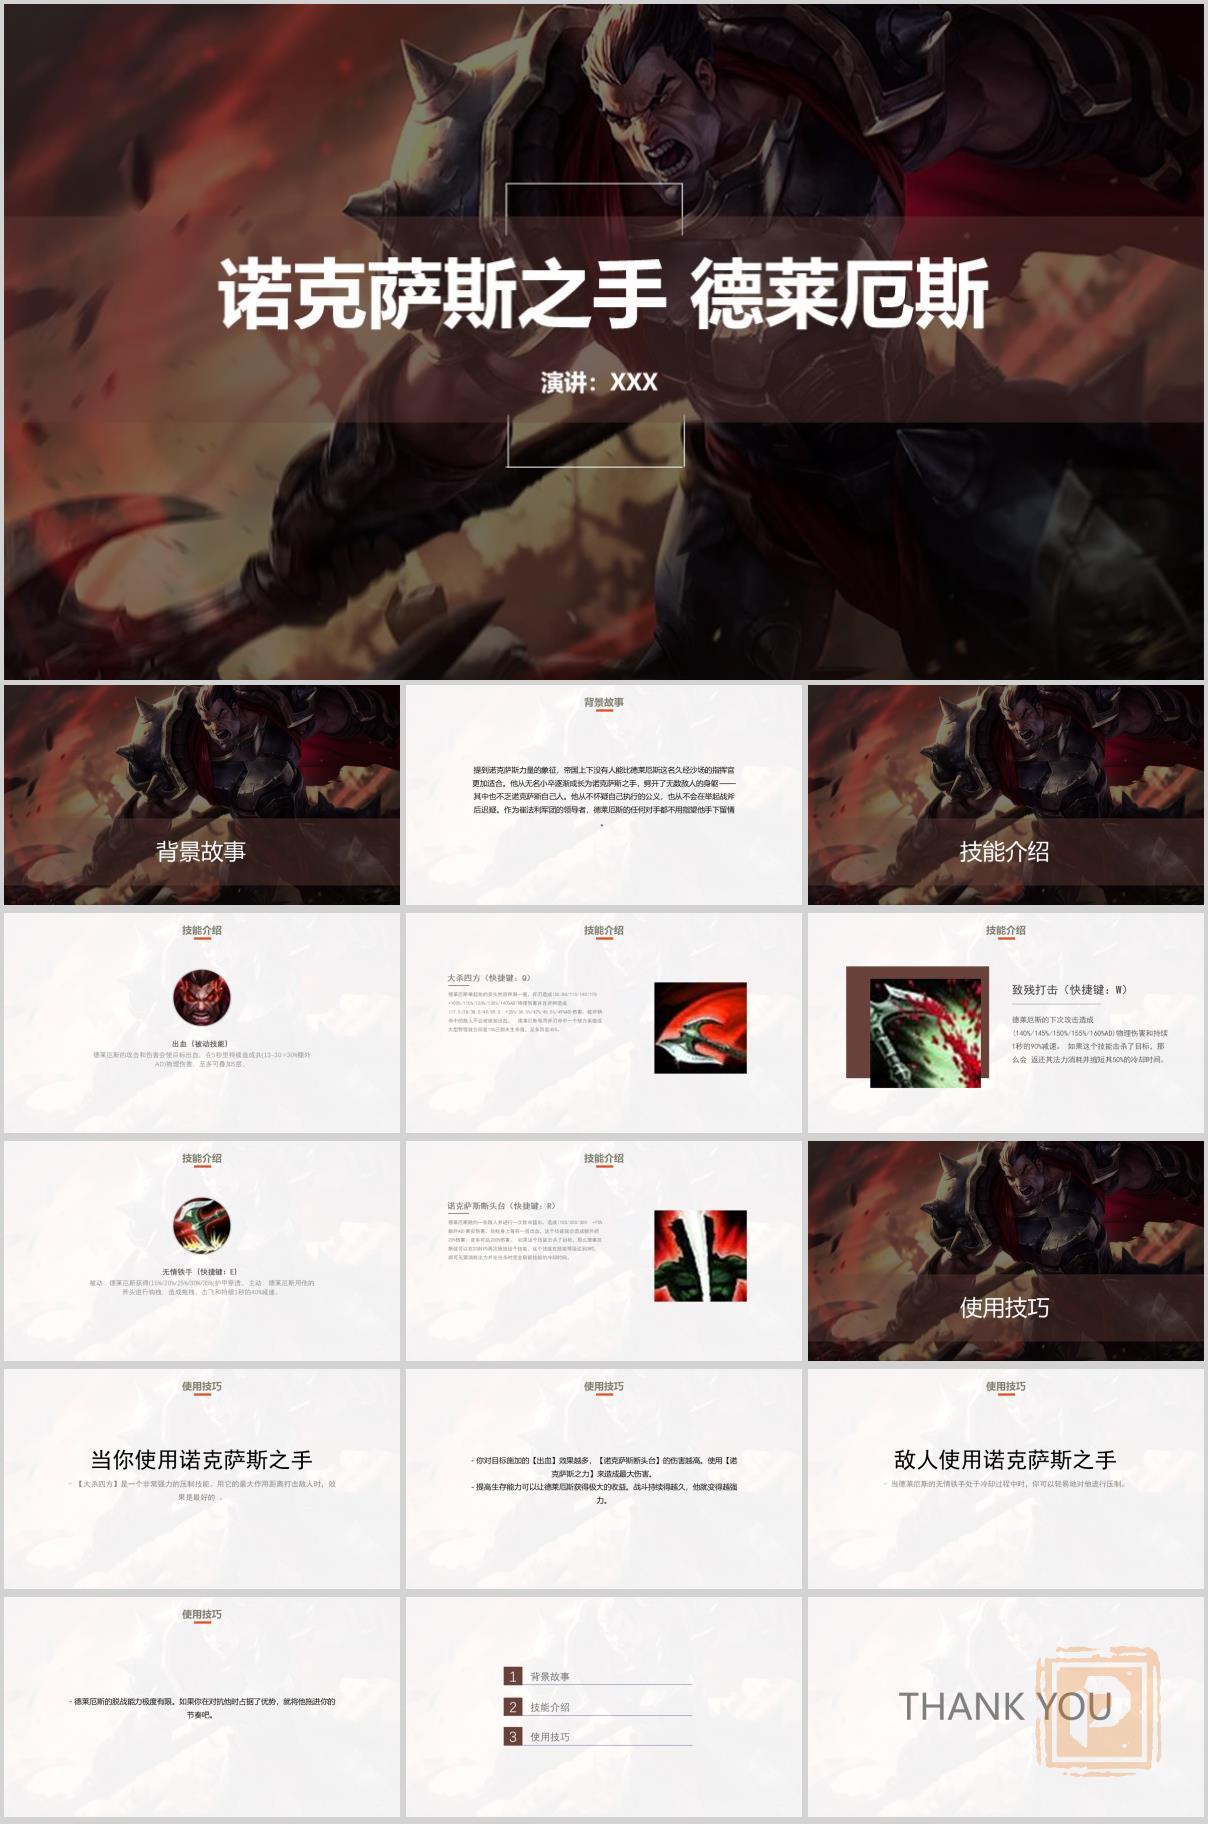 诺克萨斯之手 德莱厄斯
演讲：XXX
背景故事
背景故事
提到诺克萨斯力量的象征，帝国上下没有人能比德莱厄斯这名久经沙场的指挥官
更加适合。他从无名小卒逐渐成长为诺克萨斯之手，劈开了无数敌人的身躯——
其中也不乏诺克萨斯自己人。他从不怀疑自己执行的公义，也从不会在举起战斧
后迟疑。作为崔法利军团的领导者，德莱厄斯的任何对手都不用指望他手下留情
。
技能介绍
技能介绍
出血（被动技能）
德莱厄斯的攻击和伤害会使目标出血，在5秒里持续造成共(13-30 +30%额外
AD)物理伤害，至多可叠加5层。
技能介绍
大杀四方（快捷键：Q）
技能介绍
致残打击（快捷键：W）
德莱厄斯的下次攻击造成
(140%/145%/150%/155%/160%AD)物理伤害和持续
1秒的90%减速。 如果这个技能击杀了目标，那
么会 返还其法力消耗并缩短其50%的冷却时间。
技能介绍
无情铁手（快捷键：E）
被动：德莱厄斯获得(15%/20%/25%/30%/35%)护甲穿透。 主动：德莱厄斯用他的
斧头进行钩拽，造成拖拽、击飞和持续1秒的40%减速。
技能介绍
诺克萨斯断头台（快捷键：R）
使用技巧
使用技巧
当你使用诺克萨斯之手
- 【大杀四方】是一个非常强力的压制技能。用它的最大作用距离打击敌人时，效
果是最好的 。
使用技巧
- 你对目标施加的【出血】效果越多，【诺克萨斯断头台】的伤害越高。使用【诺
克萨斯之力】来造成最大伤害。
- 提高生存能力可以让德莱厄斯获得极大的收益。战斗持续得越久，他就变得越强
力。
使用技巧
敌人使用诺克萨斯之手
- 当德莱厄斯的无情铁手处于冷却过程中时，你可以轻易地对他进行压制。
使用技巧
- 德莱厄斯的脱战能力极度有限。如果你在对抗他时占据了优势，就将他拖进你的
节奏吧。
1 背景故事
2 技能介绍
3 使用技巧
THANK YOU